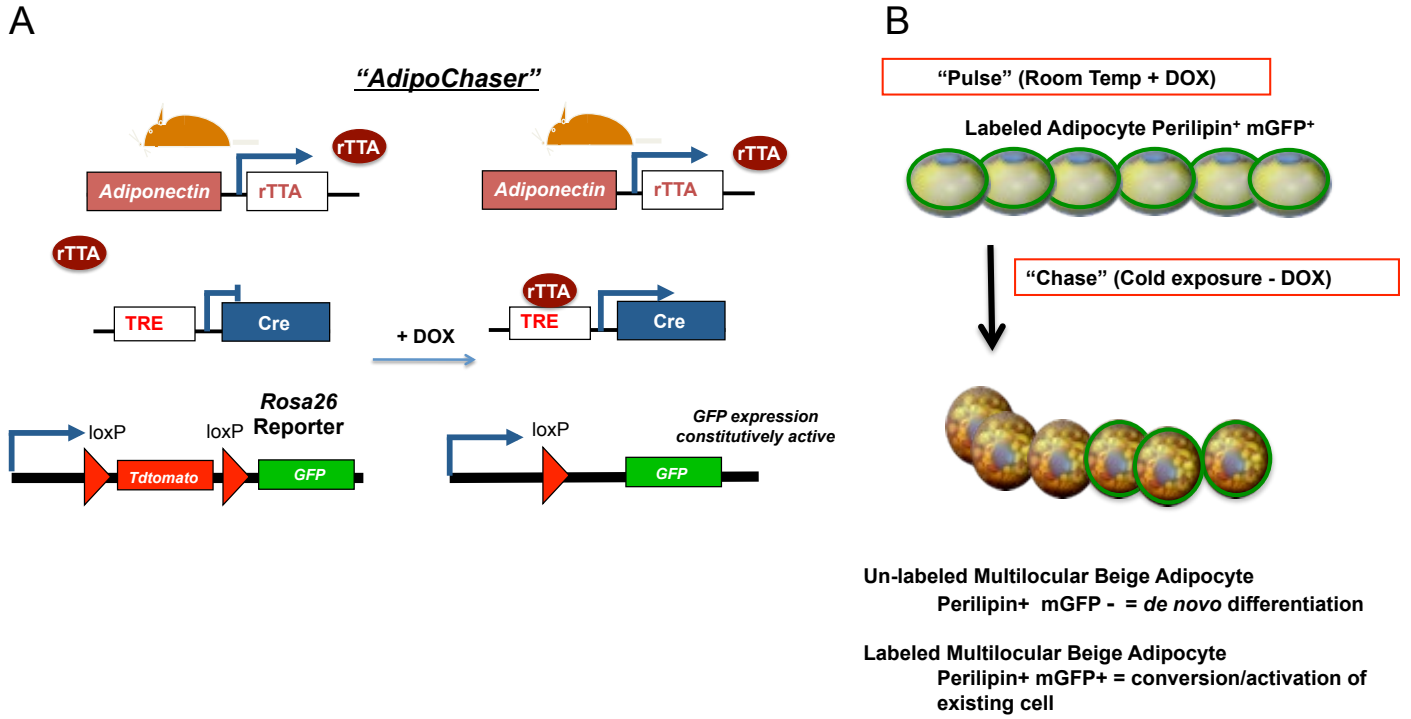 A
"AdipoChaser"
rTTA
Adiponectin
rTTA
rTTA
Adiponectin
rTTA
rTTA
TRE
Cre
+ DOX
rTTA
TRE
Cre
Rosa26
Reporter
loxP
loxP
Tdtomato
GFP
GFP expression
constitutively active
loxP
GFP
B
“Pulse” (Room Temp + DOX)
Labeled Adipocyte Perilipin⁺ mGFP⁺
“Chase” (Cold exposure - DOX)
Un-labeled Multilocular Beige Adipocyte
Perilipin+ mGFP - = de novo differentiation
Labeled Multilocular Beige Adipocyte
Perilipin+ mGFP+ = conversion/activation of
existing cell